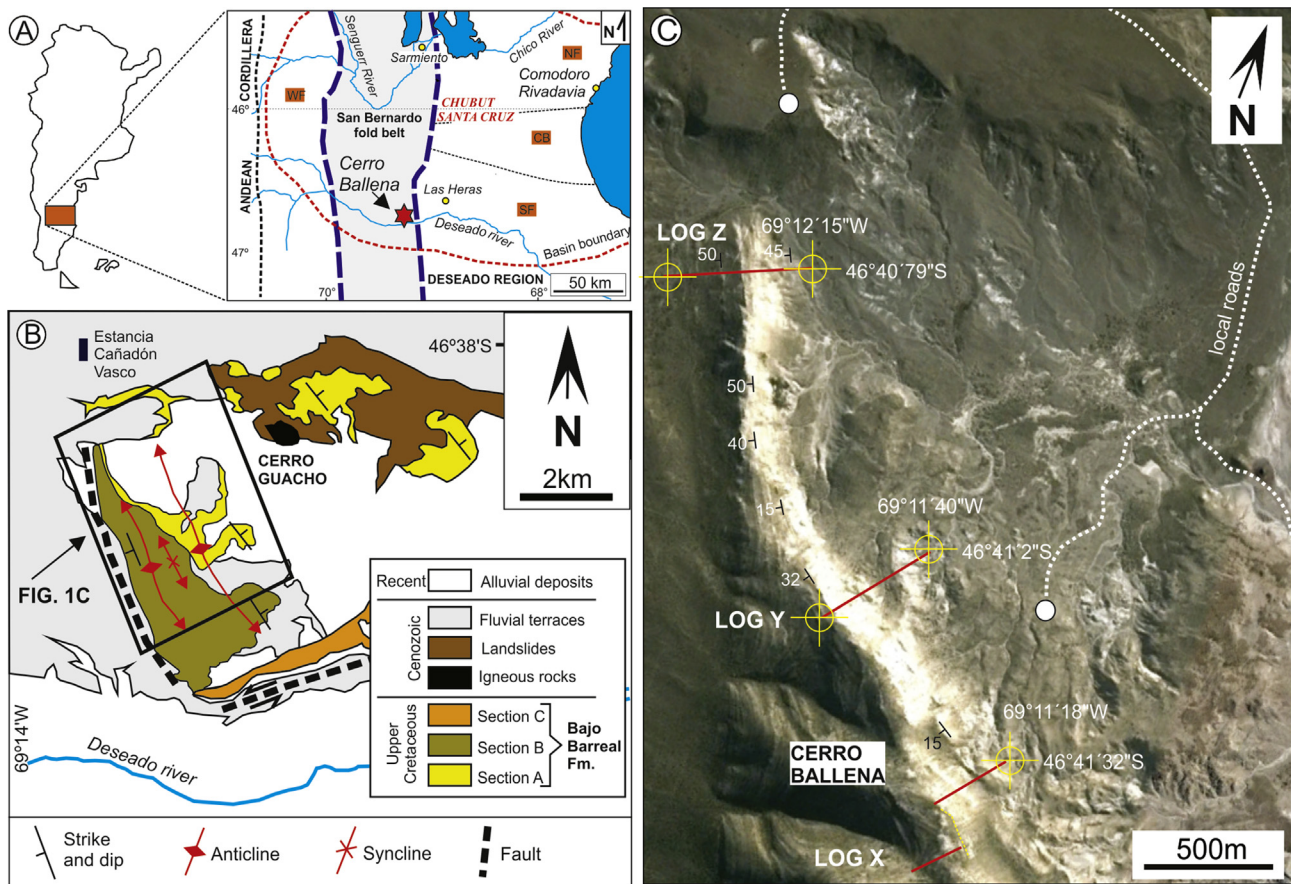 A
CORDILLERA
ANDEAN
Senguerr River
Sarmiento
Chico River
N
NF
Comodoro
Rivadavia
WF
46°
CHUBUT
SANTA CRUZ
San Bernardo
fold belt
CB
Cerro
Ballena
Las Heras
SF
Deseado river
Basin boundary
47°
DESEADO REGION
50 km
70°
68°
B
Estancia
Cañadón
Vasco
46°38'S
N
2km
CERRO
GUACHO
FIG. 1C
Recent
Alluvial deposits
Cenozoic
Fluvial terraces
Landslides
Igneous rocks
Upper
Cretaceous
Section C
Section B
Section A
Bajo
Barreal
Fm.
69°14'W
Deseado river
Strike
and dip
Anticline
Syncline
Fault
C
N
LOG Z
50
45
69°12´15"W
46°40´79"S
local roads
50
40
15
69°11´40"W
46°41´2"S
32
LOG Y
69°11´18"W
15
46°41´32"S
CERRO
BALLENA
LOG X
500m